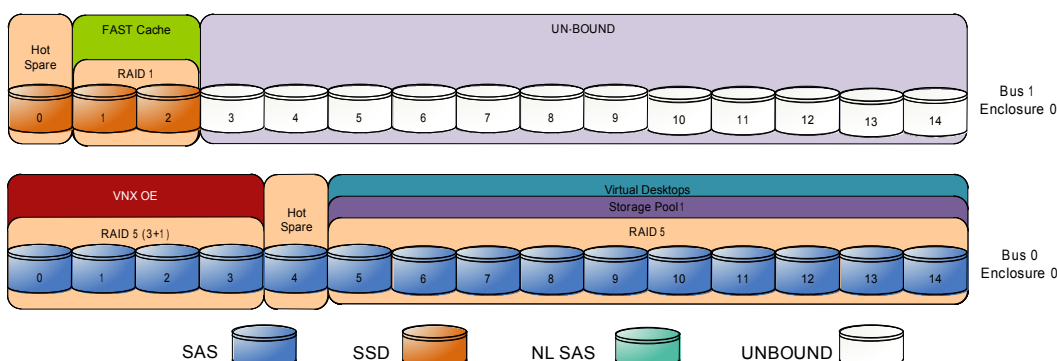 FAST Cache
UN-BOUND
Hot
Spare
RAID 1
0 1 2 3 4 5 6 7 8 9 10 11 12 13 14
Bus 1
Enclosure 0
VNX OE
Virtual Desktops
Storage Pool1
Hot
Spare
RAID 5 (3+1)
RAID 5
0 1 2 3 4 5 6 7 8 9 10 11 12 13 14
Bus 0
Enclosure 0
SAS SSD NL SAS UNBOUND